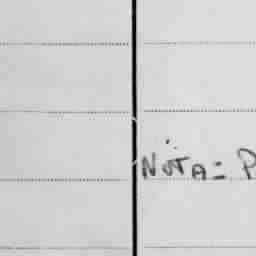 NOTA = P